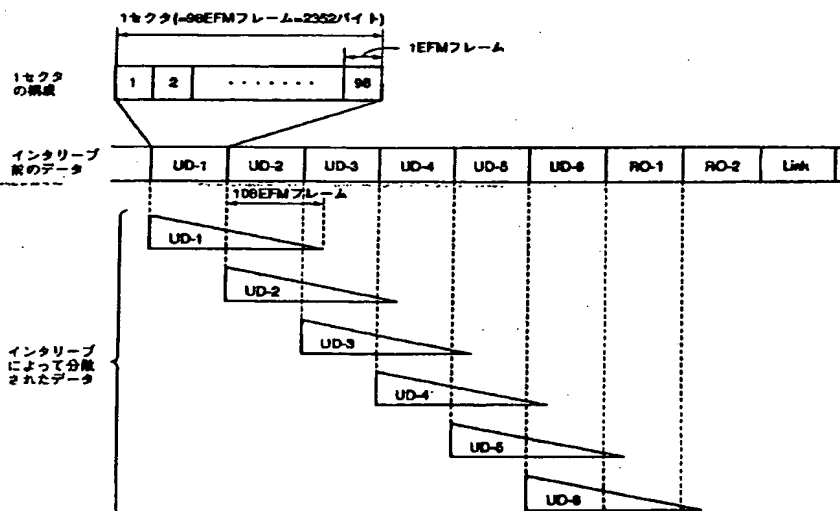 1セクタ(=98EFMフレーム=2352バイト)
1EFMフレーム
1セクタ
の構成
1 2 ······· 98
インタリーブ
前のデータ
UD-1 UD-2 UD-3 UD-4 UD-5 UD-6 RO-1 RO-2 Link
108EFMフレーム
UD-1
UD-2
UD-3
インタリーブ
によって分散
されたデータ
UD-4
UD-5
UD-6